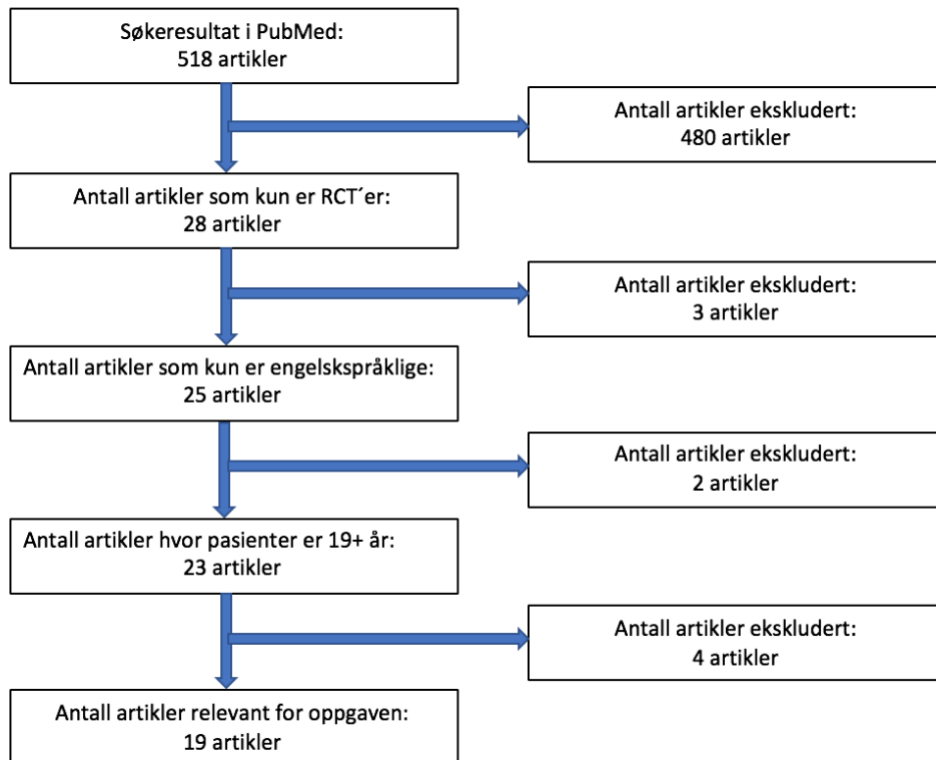 Søkeresultat i PubMed:
518 artikler
Antall artikler ekskludert:
480 artikler
Antall artikler som kun er RCT´er:
28 artikler
Antall artikler ekskludert:
3 artikler
Antall artikler som kun er engelskspråklige:
25 artikler
Antall artikler ekskludert:
2 artikler
Antall artikler hvor pasienter er 19+ år:
23 artikler
Antall artikler ekskludert:
4 artikler
Antall artikler relevant for oppgaven:
19 artikler